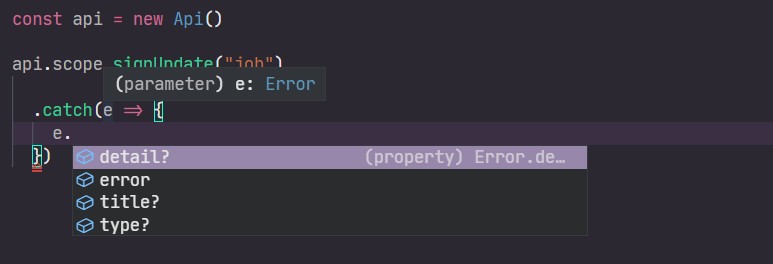 const api = new Api()
api.scope.signUpdate("job")
(parameter) e: Error
.catch(e => {
e.
detail? (property) Error.de…
})
error
title?
type?